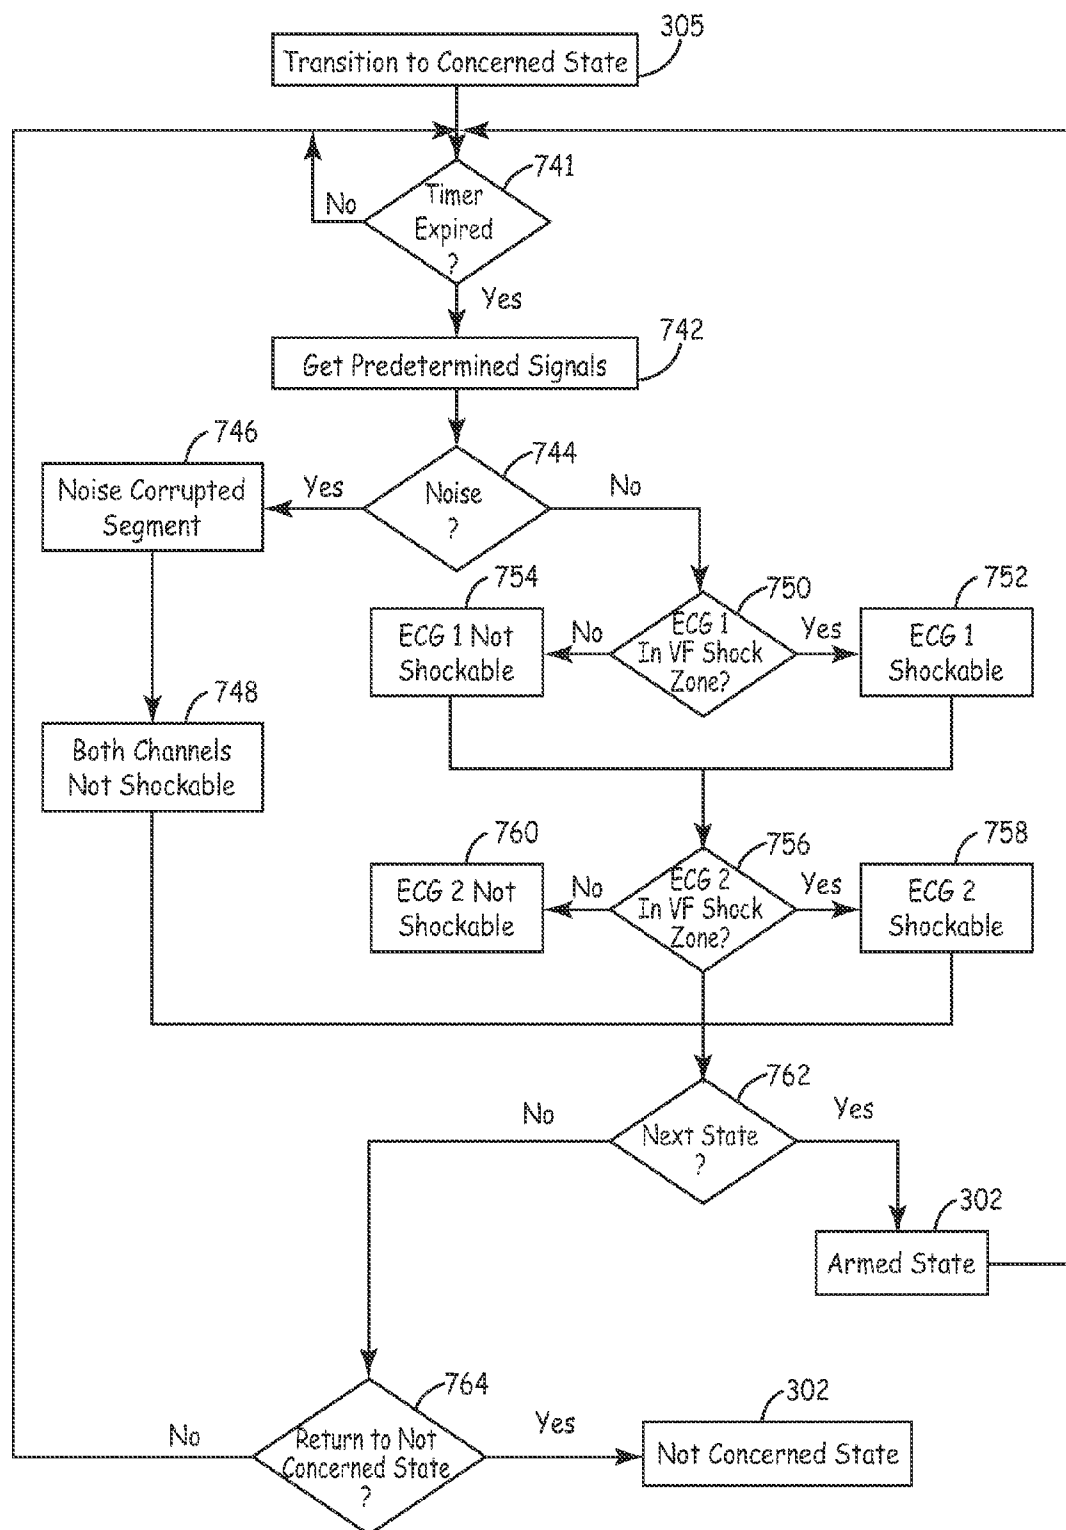 305
Transition to Concerned State
741
Timer
Expired
?
No
Yes
742
Get Predetermined Signals
746
744
Noise Corrupted
Segment
Yes
Noise
?
No
754
750
752
ECG 1 Not
Shockable
No
ECG 1
In VF Shock
Zone?
Yes
ECG 1
Shockable
748
Both Channels
Not Shockable
760
756
758
ECG 2 Not
Shockable
No
ECG 2
In VF Shock
Zone?
Yes
ECG 2
Shockable
762
No
Yes
Next State
?
302
Armed State
764
302
No
Return to Not
Concerned State
?
Yes
Not Concerned State